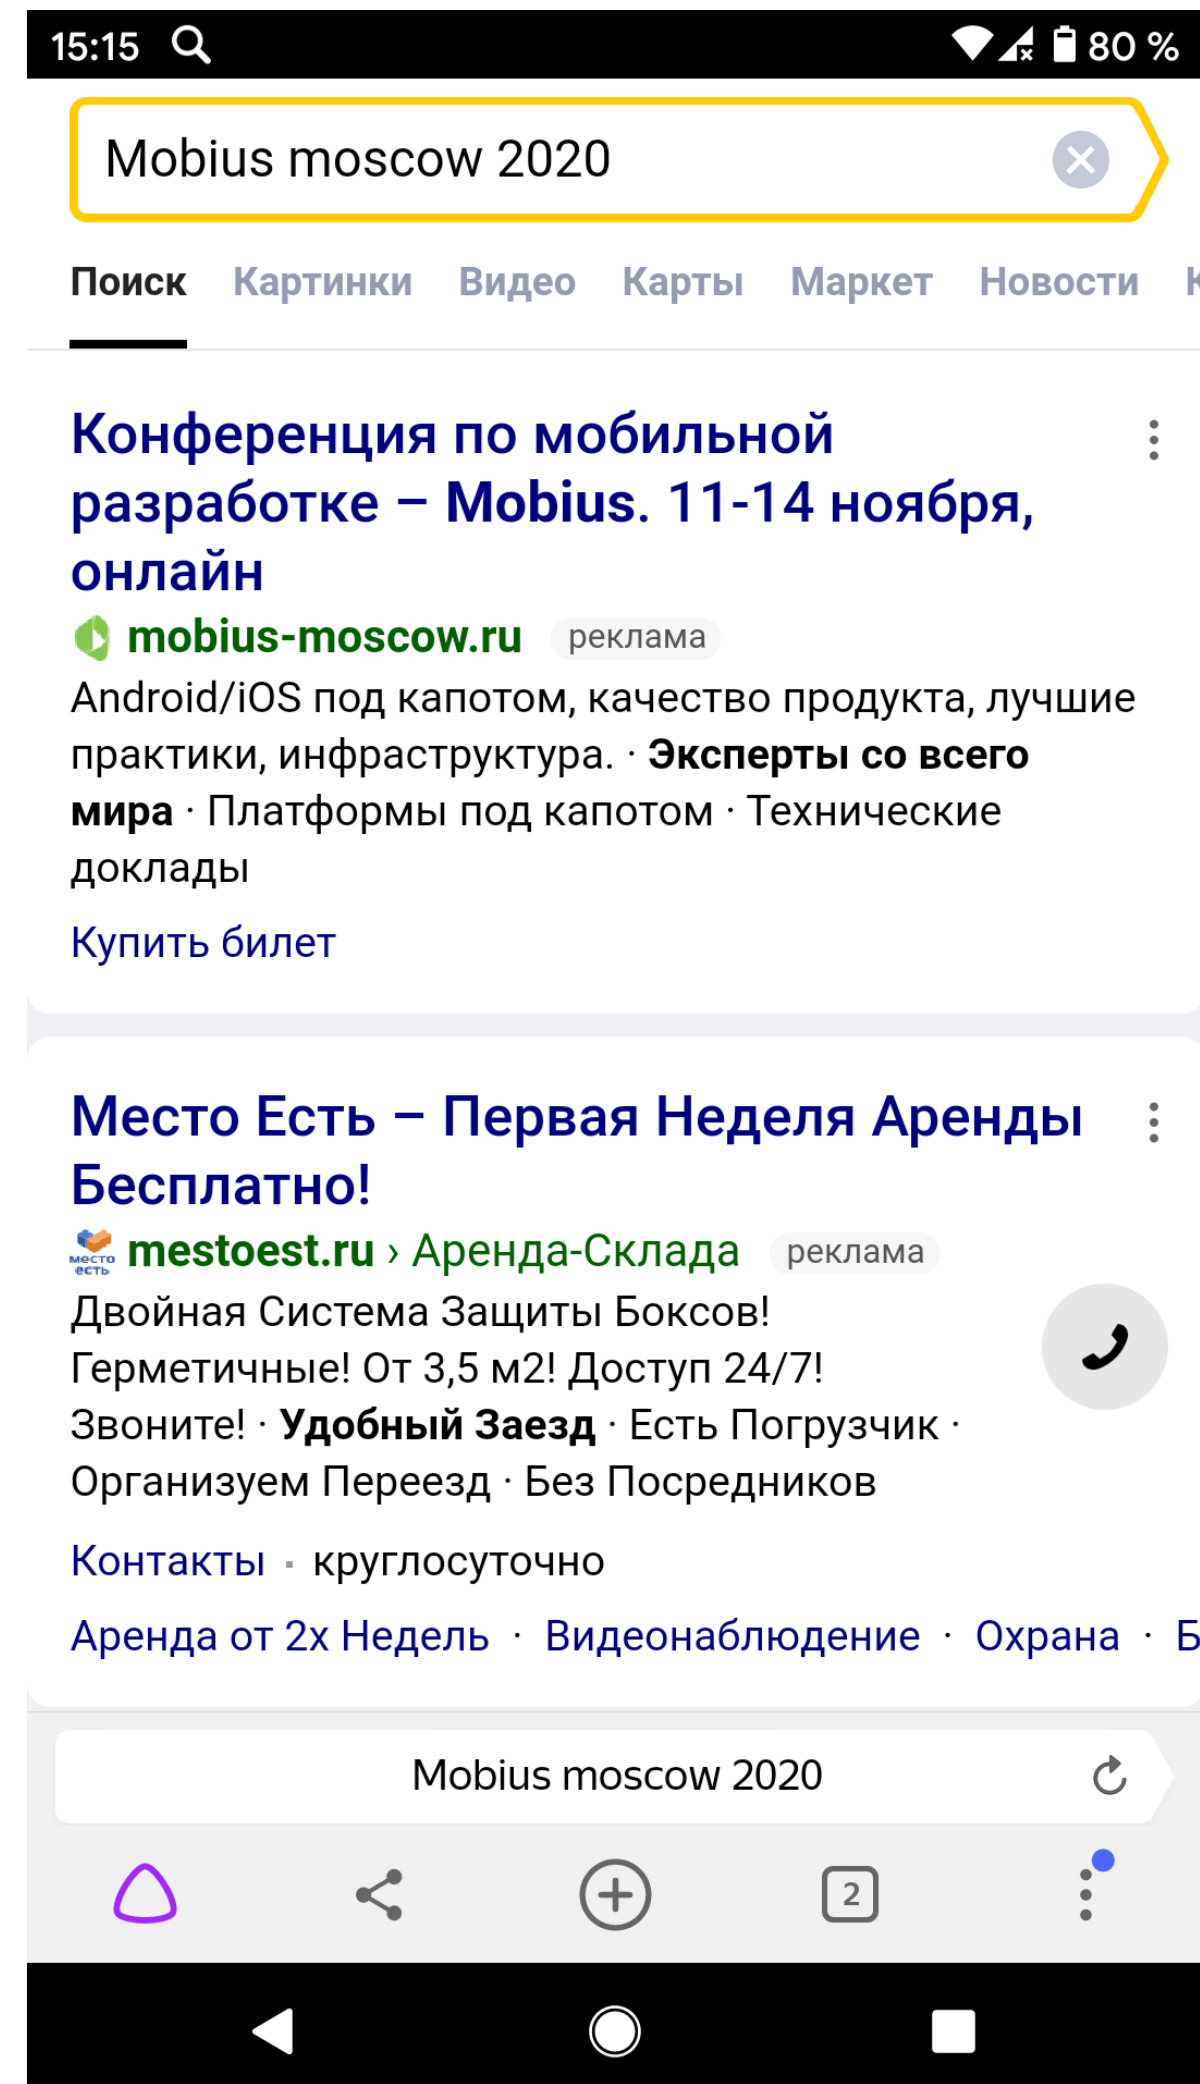 15:15
80 %
Mobius moscow 2020
Поиск Картинки Видео Карты Маркет Новости
Конференция по мобильной
разработке – Mobius. 11-14 ноября,
онлайн
mobius-moscow.ru реклама
Android/iOS под капотом, качество продукта, лучшие
практики, инфраструктура. · Эксперты со всего
мира · Платформы под капотом · Технические
доклады
Купить билет
Место Есть – Первая Неделя Аренды
Бесплатно!
место
есть
mestoest.ru › Аренда-Склада реклама
Двойная Система Защиты Боксов!
Герметичные! От 3,5 м2! Доступ 24/7!
Звоните! · Удобный Заезд · Есть Погрузчик ·
Организуем Переезд · Без Посредников
Контакты · круглосуточно
Аренда от 2х Недель · Видеонаблюдение · Охрана · Б
Mobius moscow 2020
2